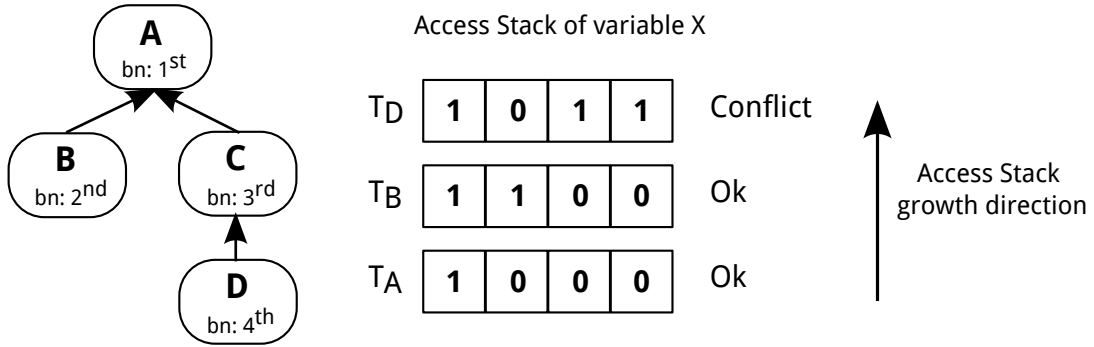 A
bn: 1st
B
bn: 2nd
C
bn: 3rd
D
bn: 4th
Access Stack of variable X
TD 1 0 1 1 Conflict
TB 1 1 0 0 Ok
TA 1 0 0 0 Ok
Access Stack
growth direction